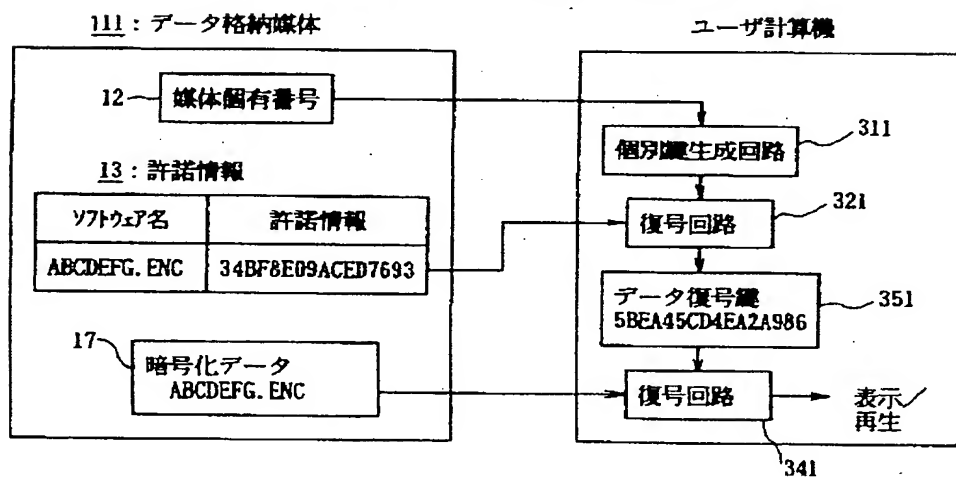 111：データ格納媒体
ユーザ計算機
12
媒体個有番号
311
個別鍵生成回路
13：許諾情報
321
ソフトウェア名
許諾情報
復号回路
ABCDEFG.ENC
34BF8E09ACED7693
データ復号鍵
5BEA45CD4EA2A986
351
17
暗号化データ
ABCDEFG.ENC
復号回路
表示／
再生
341